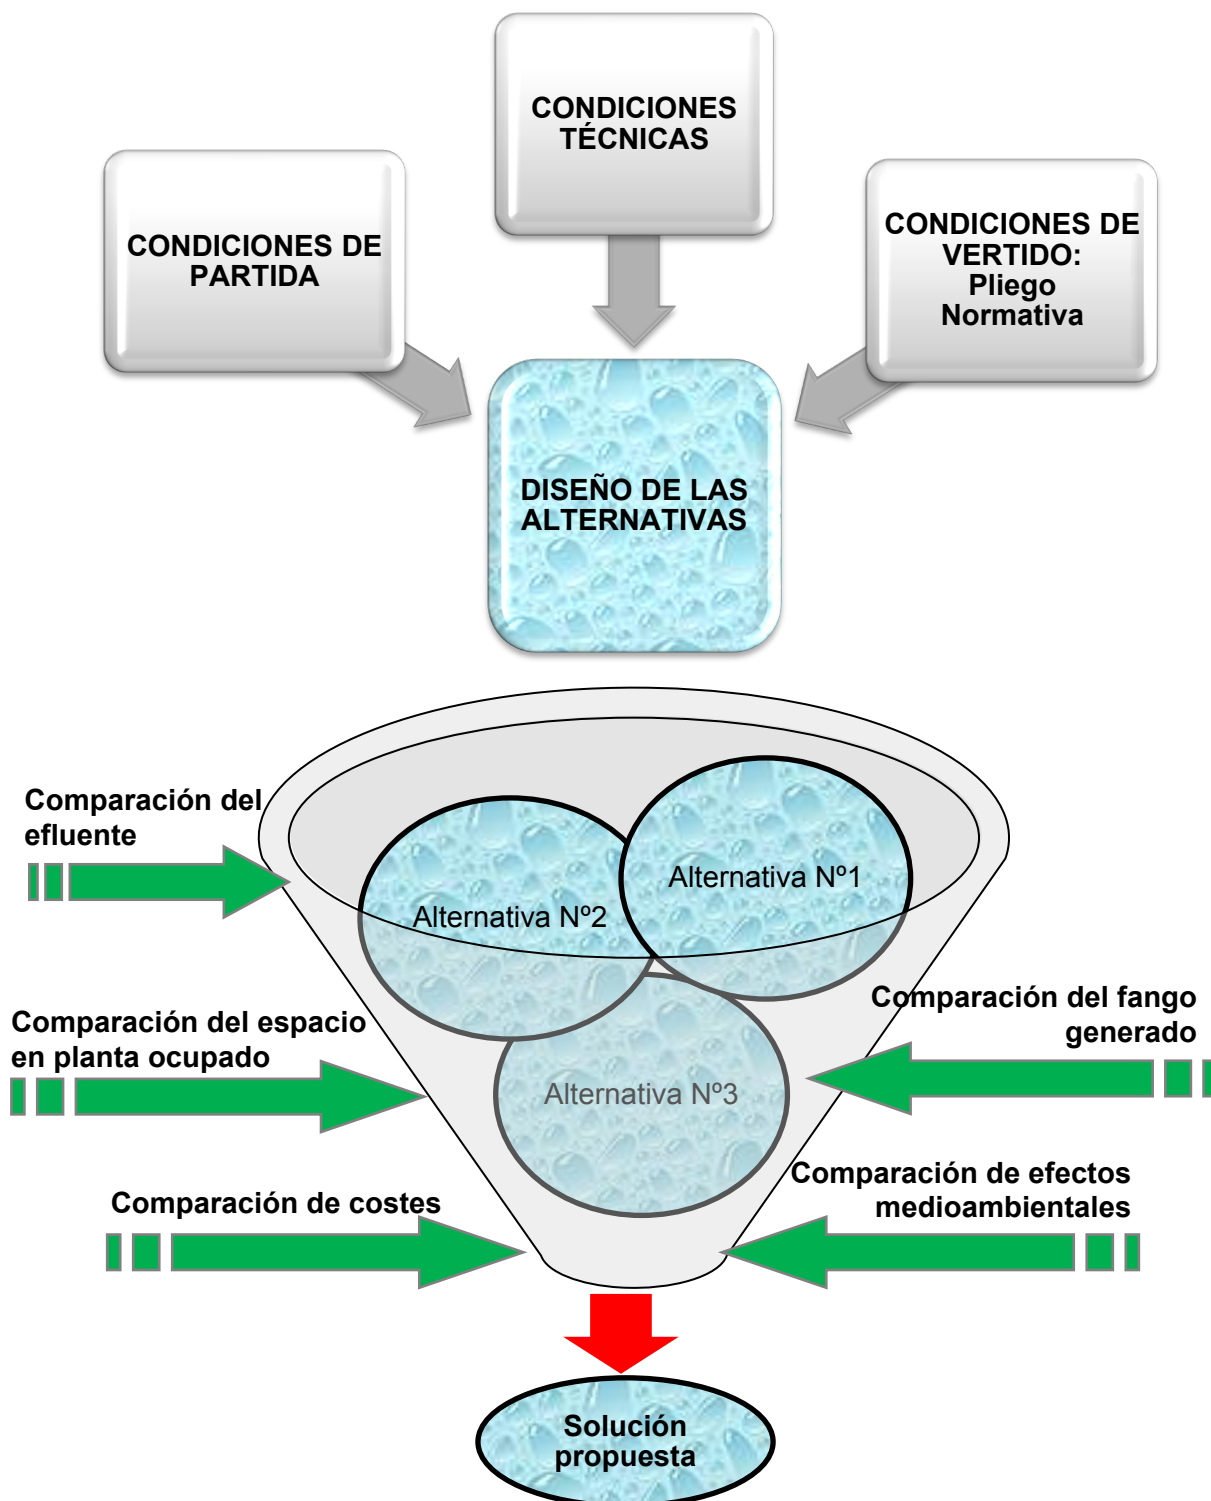 CONDICIONES
TÉCNICAS
CONDICIONES DE
PARTIDA
CONDICIONES DE
VERTIDO:
Pliego
Normativa
DISEÑO DE LAS
ALTERNATIVAS
Comparación del
efluente
Alternativa Nº1
Alternativa Nº2
Comparación del espacio
en planta ocupado
Comparación del fango
generado
Alternativa Nº3
Comparación de costes
Comparación de efectos
medioambientales
Solución
propuesta